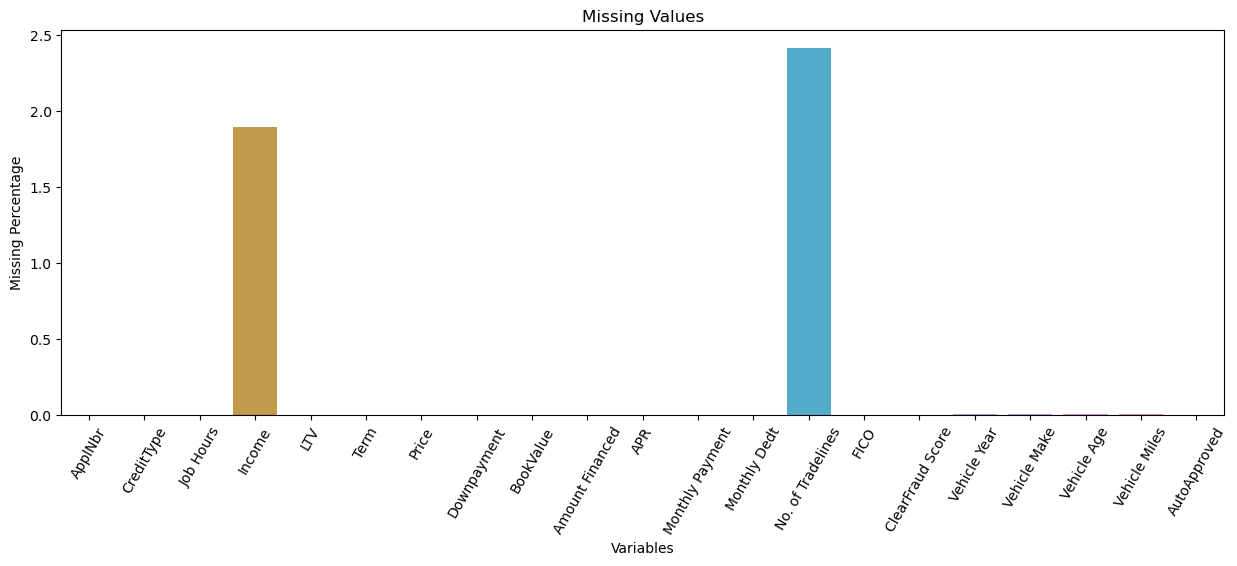 Missing Values
Missing Percentage
2.5
2.0
1.5
1.0
0.5
0.0
ApplNbr
CreditType
Job Hours
Income
LTV
Term
Price
Downpayment
BookValue
Amount Financed
APR
Monthly Payment
Monthly Dedt
No. of Tradelines
FICO
ClearFraud Score
Vehicle Year
Vehicle Make
Vehicle Age
Vehicle Miles
AutoApproved
Variables